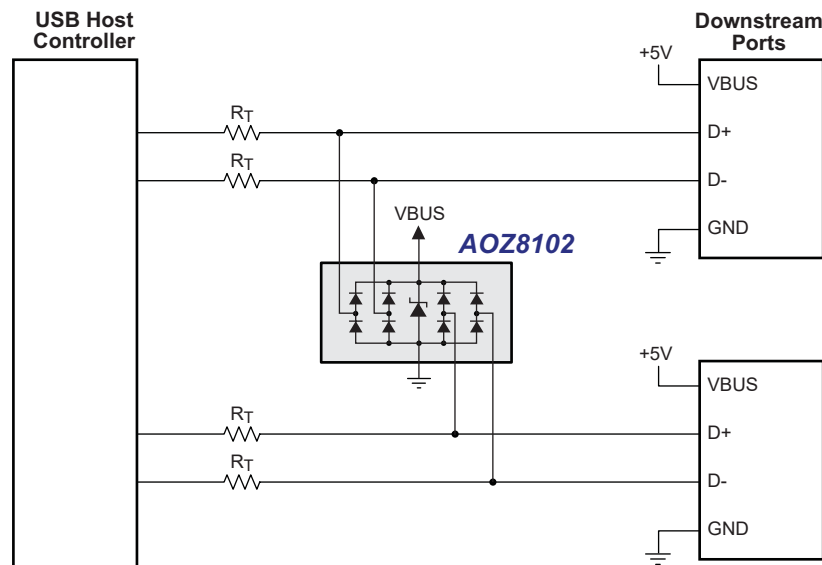 USB Host
Controller
Downstream
Ports
+5V
VBUS
RT
D+
RT
D-
VBUS
GND
AOZ8102
+5V
VBUS
RT
D+
RT
D-
GND